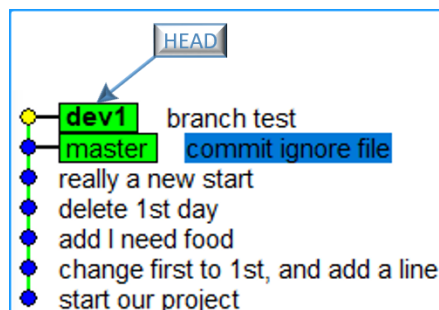 HEAD
dev1 branch test
master commit ignore file
really a new start
delete 1st day
add I need food
change first to 1st, and add a line
start our project